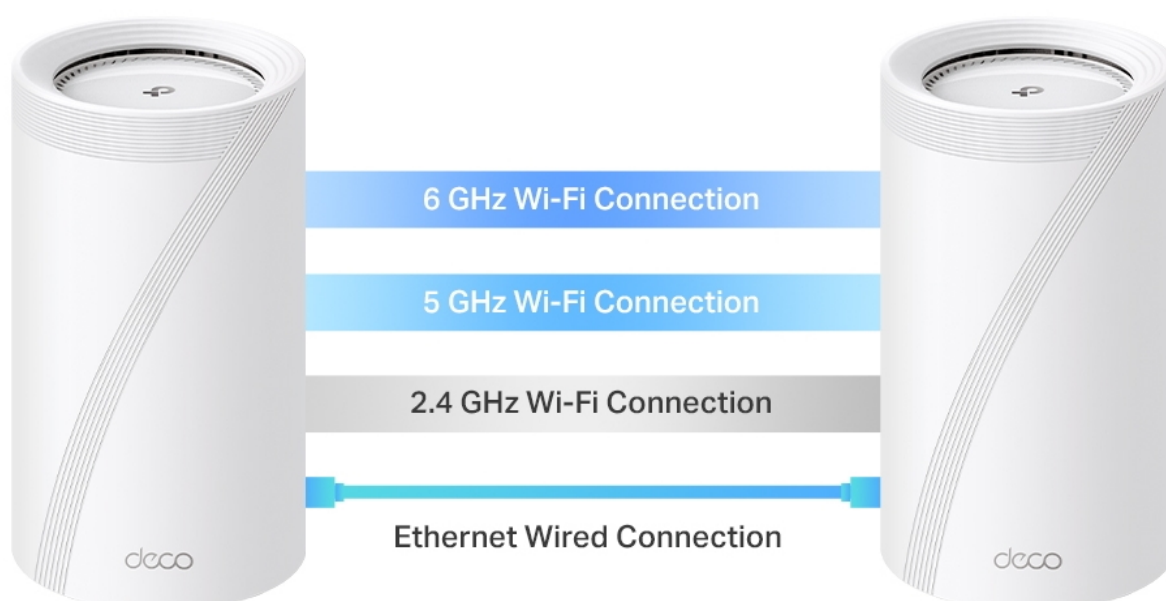 6 GHz Wi-Fi Connection
5 GHz Wi-Fi Connection
2.4 GHz Wi-Fi Connection
Ethernet Wired Connection
deco
deco